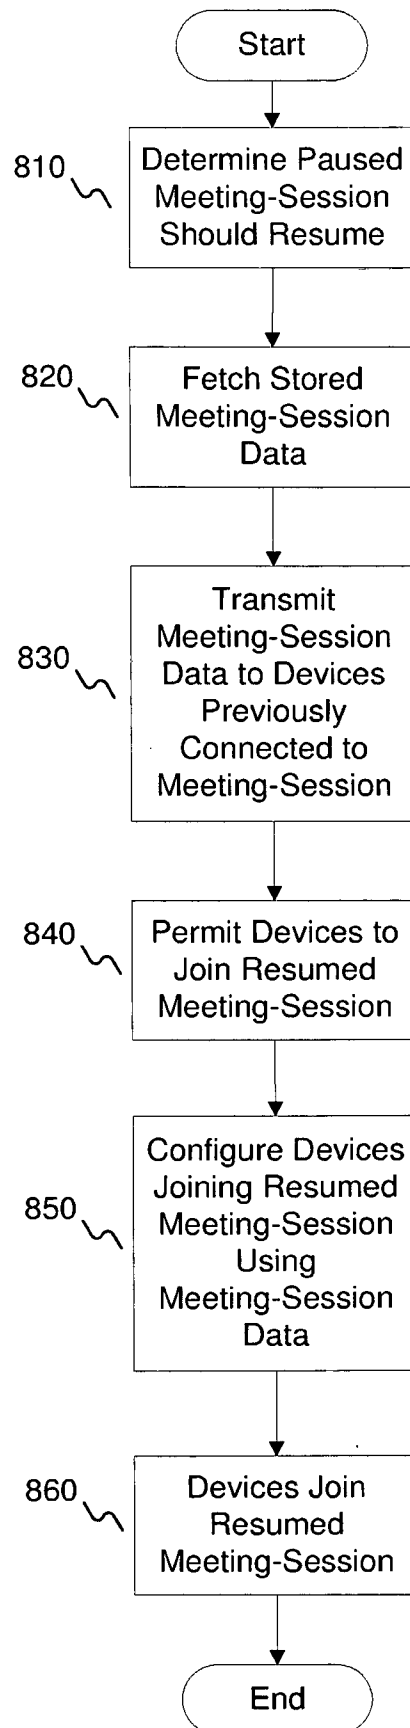 Start
810
Determine Paused
Meeting-Session
Should Resume
820
Fetch Stored
Meeting-Session
Data
830
Transmit
Meeting-Session
Data to Devices
Previously
Connected to
Meeting-Session
840
Permit Devices to
Join Resumed
Meeting-Session
850
Configure Devices
Joining Resumed
Meeting-Session
Using
Meeting-Session
Data
860
Devices Join
Resumed
Meeting-Session
End